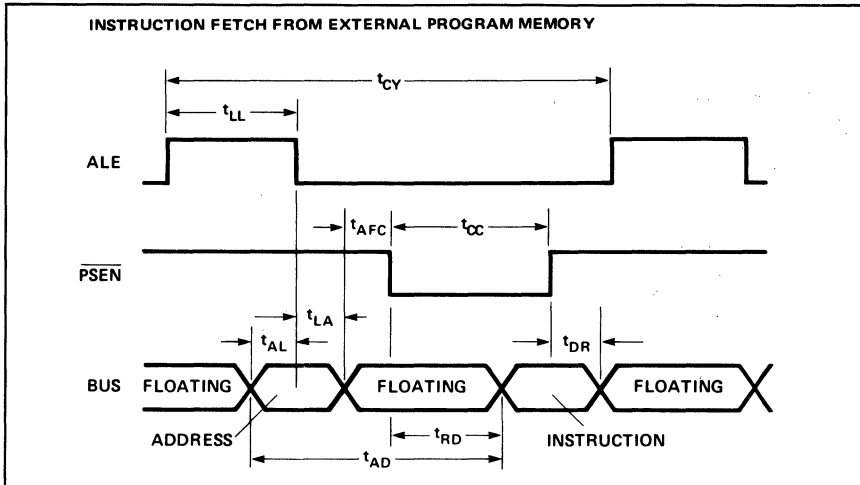 INSTRUCTION FETCH FROM EXTERNAL PROGRAM MEMORY
tCY
tLL
ALE
tAFC
tCC
PSEN
tLA
tAL
tDR
BUS
FLOATING
FLOATING
FLOATING
ADDRESS
tRD
INSTRUCTION
tAD